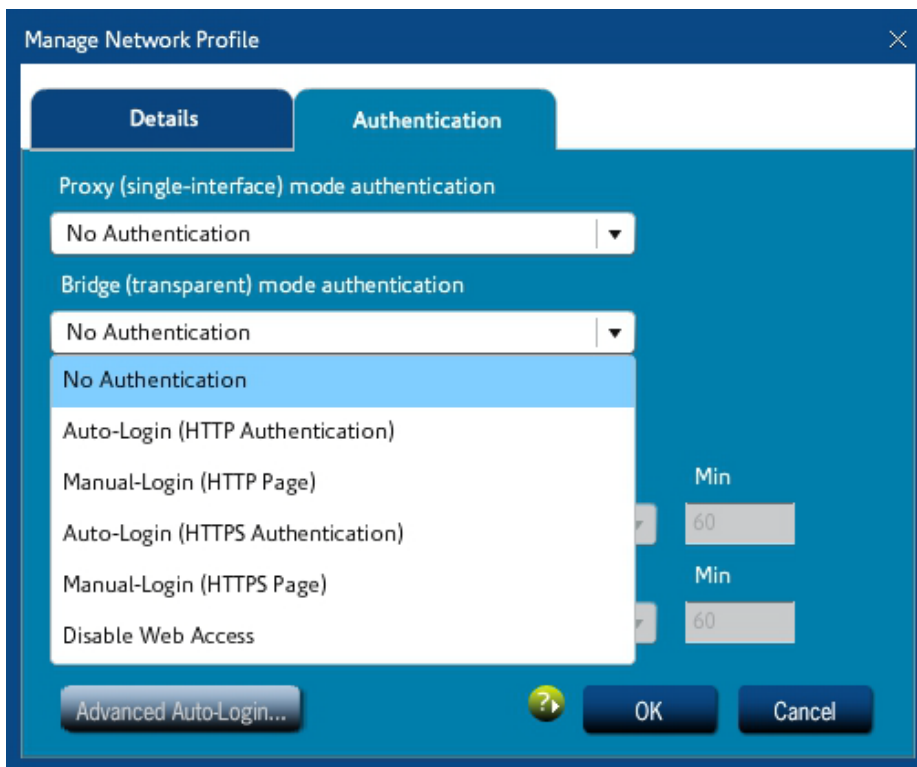 Manage Network Profile
Details
Authentication
Proxy (single-interface) mode authentication
No Authentication
Bridge (transparent) mode authentication
No Authentication
No Authentication
Auto-Login (HTTP Authentication)
Manual-Login (HTTP Page)
Min
Auto-Login (HTTPS Authentication)
60
Manual-Login (HTTPS Page)
Min
Disable Web Access
60
Advanced Auto-Login...
?
OK
Cancel